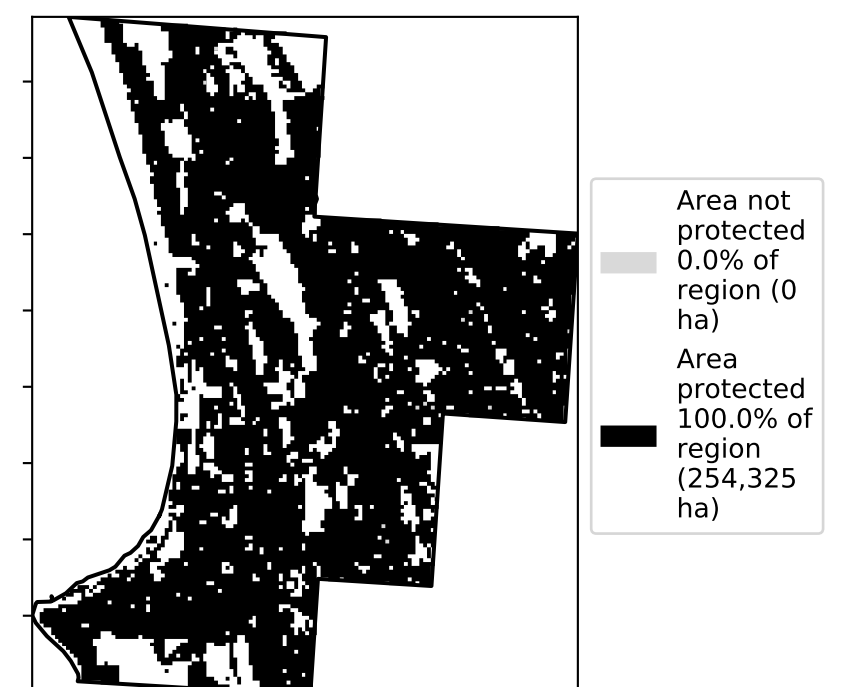 Area not
protected
0.0% of
region (0
ha)
Area
protected
100.0% of
region
(254,325
ha)